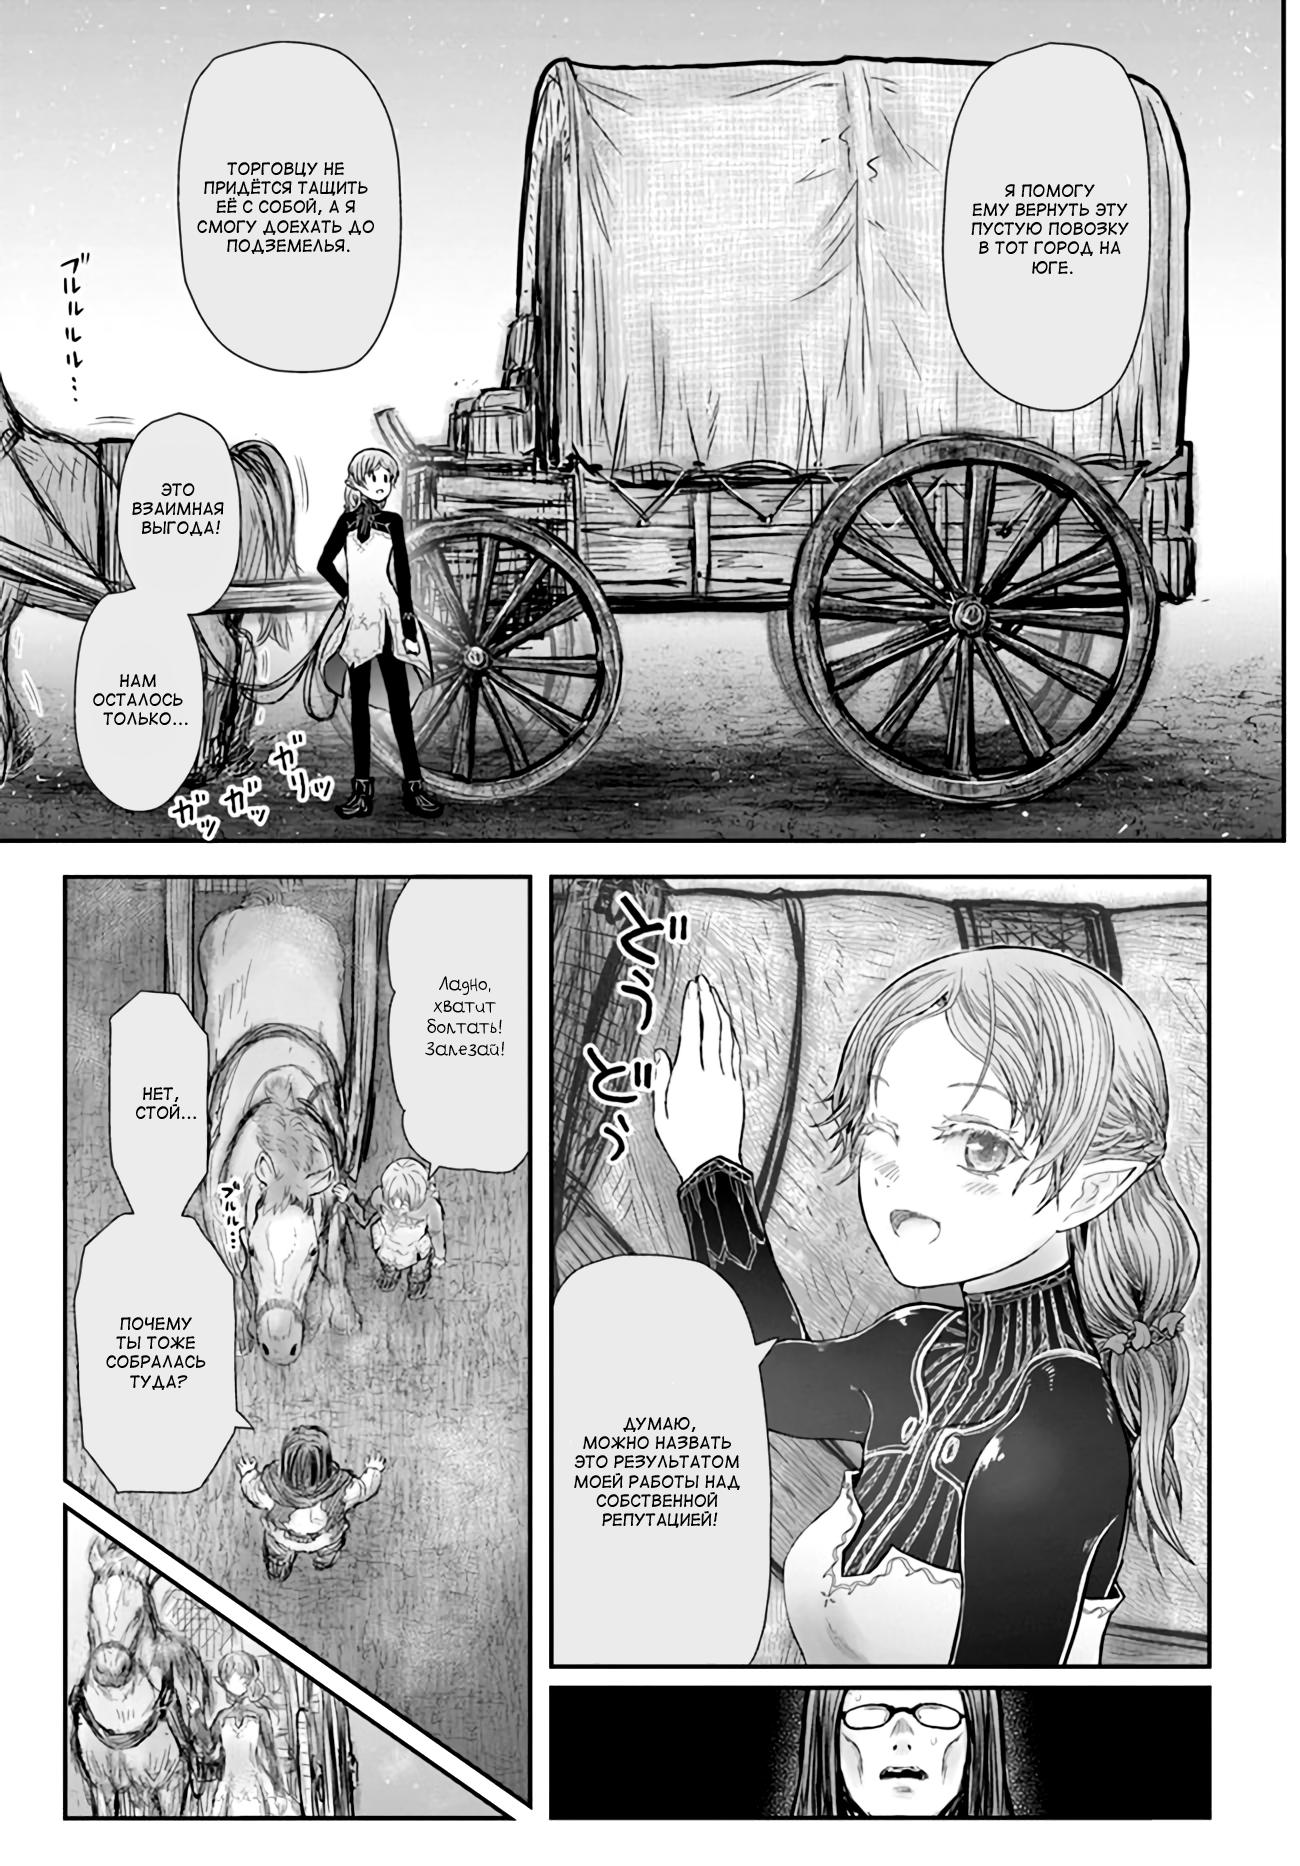 Я ПОМОГУ
ЕМУ ВЕРНУТЬ ЭТУ
ПУСТУЮ ПОВОЗКУ
В ТОТ ГОРОД НА
ЮГЕ.
ТОРГОВЦУ НЕ
ПРИДЁТСЯ ТАЩИТЬ
ЕЁ С СОБОЙ, А Я
СМОГУ ДОЕХАТЬ ДО
ПОДЗЕМЕЛЬЯ.
ブルルルル…
ЭТО
ВЗАИМНАЯ
ВЫГОДА!
НАМ
ОСТАЛОСЬ
ТОЛЬКО...
ガリッ
ガッ
ガッ
どーん
どーん
ДУМАЮ,
МОЖНО НАЗВАТЬ
ЭТО РЕЗУЛЬТАТОМ
МОЕЙ РАБОТЫ НАД
СОБСТВЕННОЙ
РЕПУТАЦИЕЙ!
Ладно,
хватит
болтать!
Залезай!
НЕТ,
СТОЙ...
ブルル…
ПОЧЕМУ
ТЫ ТОЖЕ
СОБРАЛАСЬ
ТУДА?